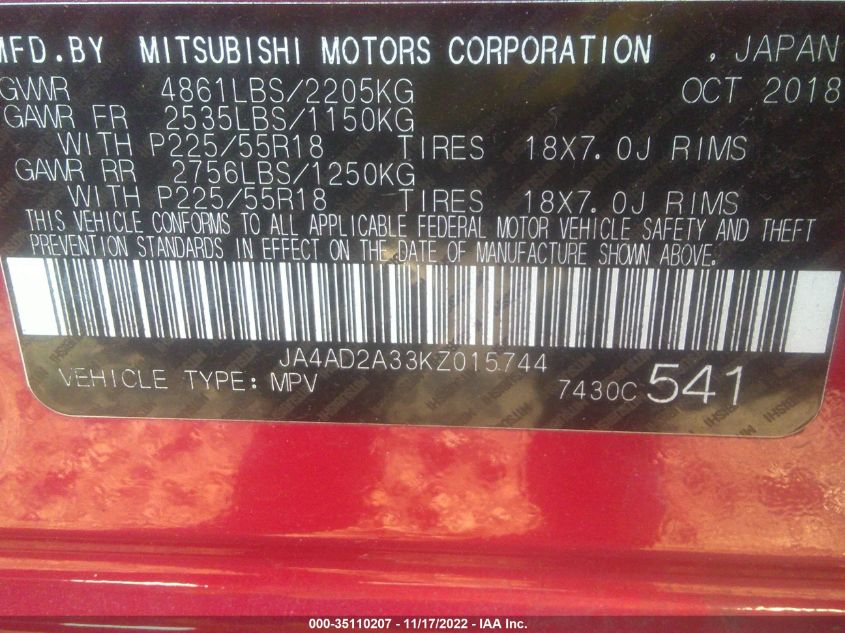 MFD. BY MITSUBISHI MOTORS CORPORATION , JAPAN
GVWR 4861LBS/2205KG OCT 2018
GAWR FR 2535LBS/1150KG
WITH P225/55R18 TIRES 18X7.0J RIMS
GAWR RR 2756LBS/1250KG
WITH P225/55R18 TIRES 18X7.0J RIMS
THIS VEHICLE CONFORMS TO ALL APPLICABLE FEDERAL MOTOR VEHICLE SAFETY AND THEFT
PREVENTION STANDARDS IN EFFECT ON THE DATE OF MANUFACTURE SHOWN ABOVE.
JA4AD2A33KZ015744
VEHICLE TYPE: MPV 7430C 541
000-35110207 - 11/17/2022 - IAA Inc.